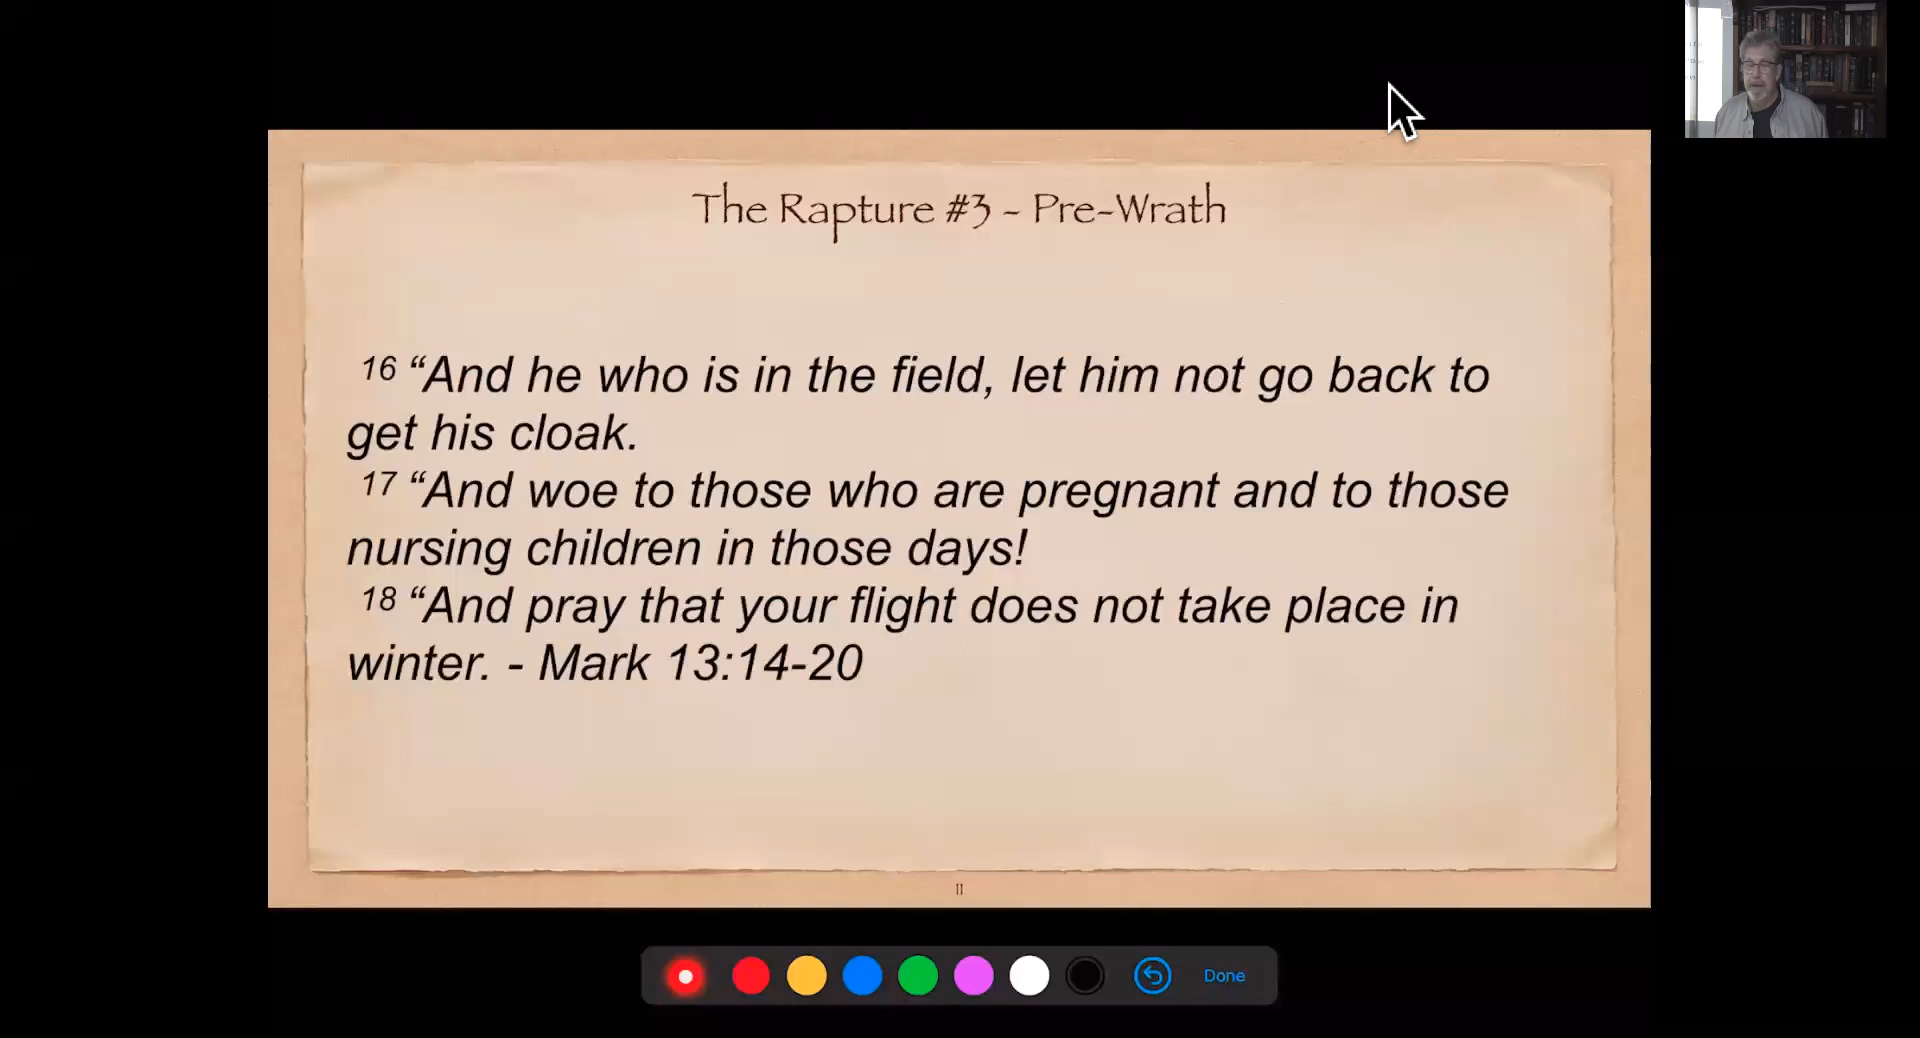 The Rapture #3 - Pre-Wrath
16 “And he who is in the field, let him not go back to
get his cloak.
17 “And woe to those who are pregnant and to those
nursing children in those days!
18 “And pray that your flight does not take place in
winter. - Mark 13:14-20
11
Done